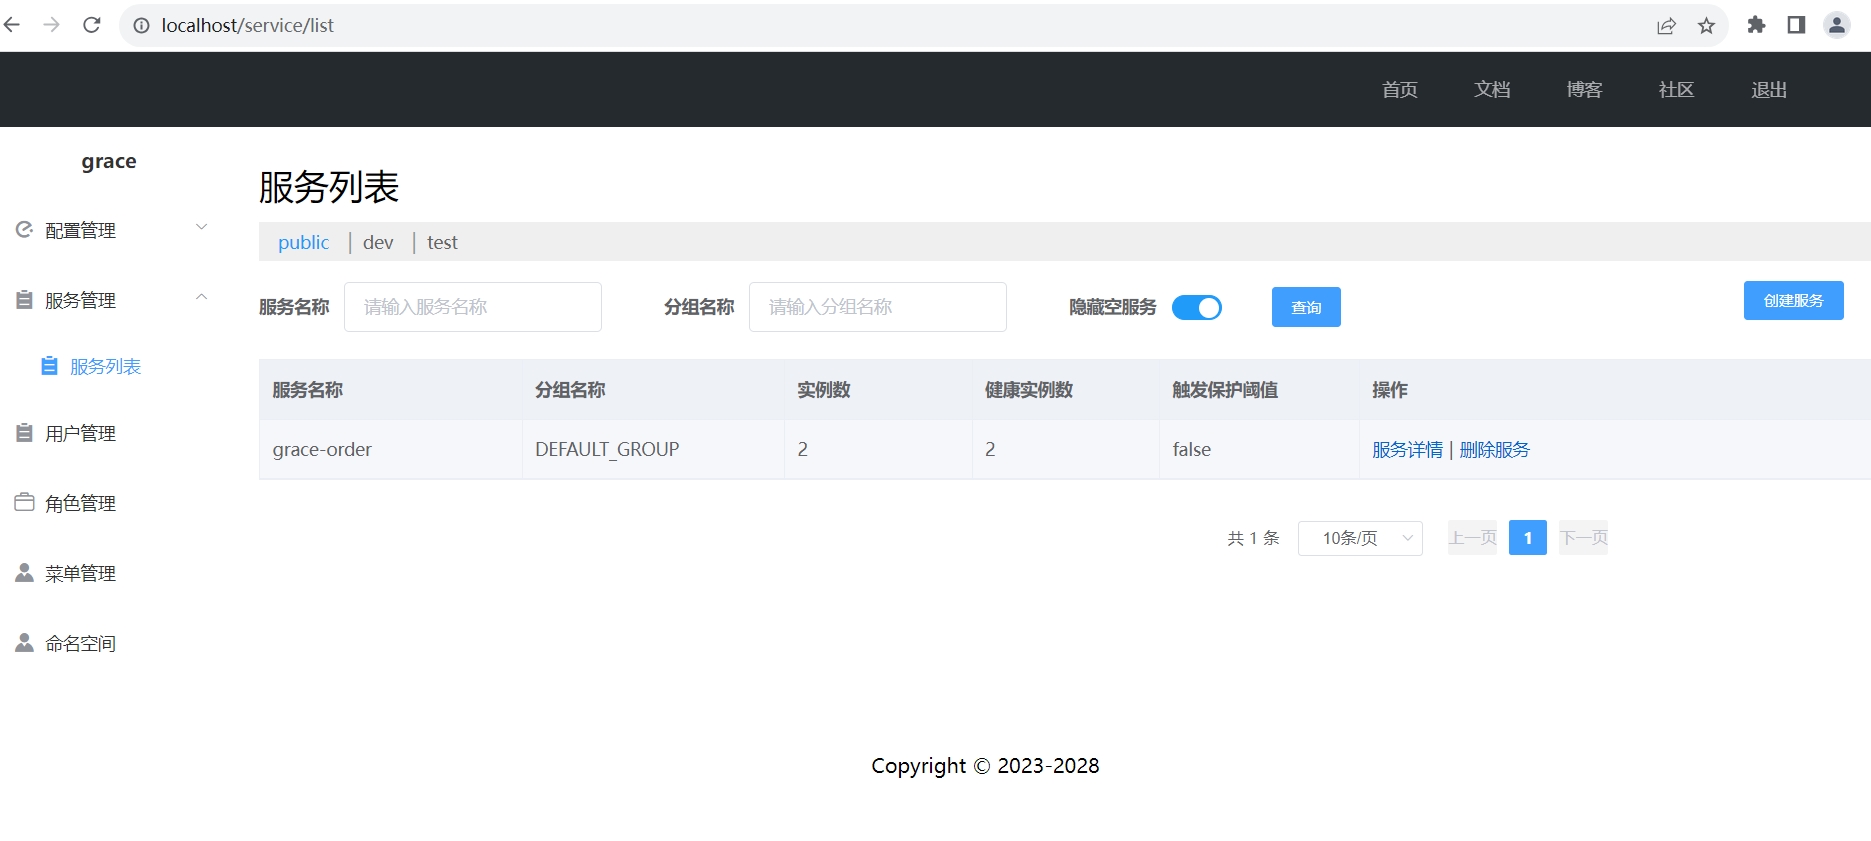 localhost/service/list
首页 文档 博客 社区 退出
grace
配置管理
服务管理
服务列表
用户管理
角色管理
菜单管理
命名空间
服务列表
public | dev | test
服务名称 请输入服务名称 分组名称 请输入分组名称 隐藏空服务 查询 创建服务
服务名称 分组名称 实例数 健康实例数 触发保护阈值 操作
grace-order DEFAULT_GROUP 2 2 false 服务详情 | 删除服务
共 1 条 10条/页 上一页 1 下一页
Copyright © 2023-2028